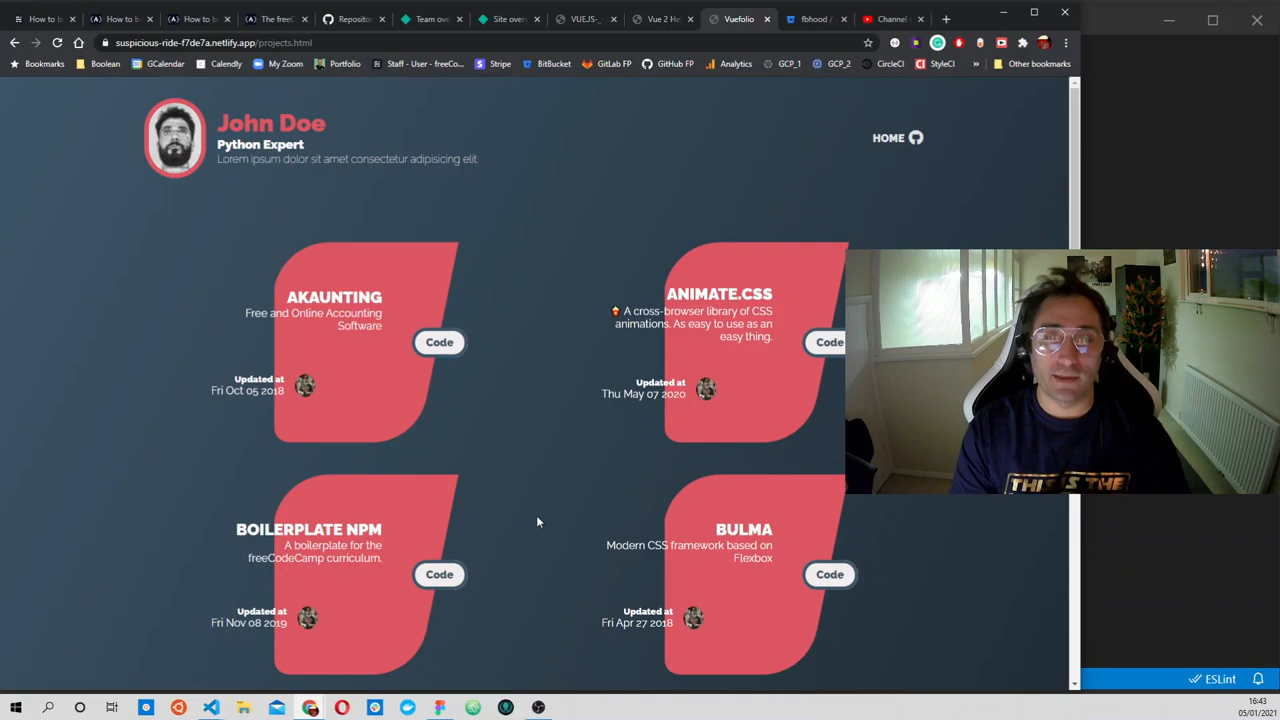 How to b
How to b
How to b
The freeC
Reposito
Team ove
Site over
VUEJS-
Vue 2 He
Vuefolio
fbhood /
Channel
suspicious-ride-f7de7a.netlify.app/projects.html
Bookmarks
Boolean
GCalendar
Calendly
My Zoom
Portfolio
Staff - User - freeCo...
Stripe
BitBucket
GitLab FP
GitHub FP
Analytics
GCP_1
GCP_2
CircleCI
StyleCI
»
Other bookmarks
John Doe
Python Expert
Lorem ipsum dolor sit amet consectetur adipisicing elit.
HOME
AKAUNTING
Free and Online Accounting
Software
Code
Updated at
Fri Oct 05 2018
ANIMATE.CSS
A cross-browser library of CSS
animations. As easy to use as an
easy thing.
Code
Updated at
Thu May 07 2020
BOILERPLATE NPM
A boilerplate for the
freeCodeCamp curriculum.
Code
Updated at
Fri Nov 08 2019
BULMA
Modern CSS framework based on
Flexbox
Code
Updated at
Fri Apr 27 2018
THIS IS THE
ESLint
16:43
05/01/2021